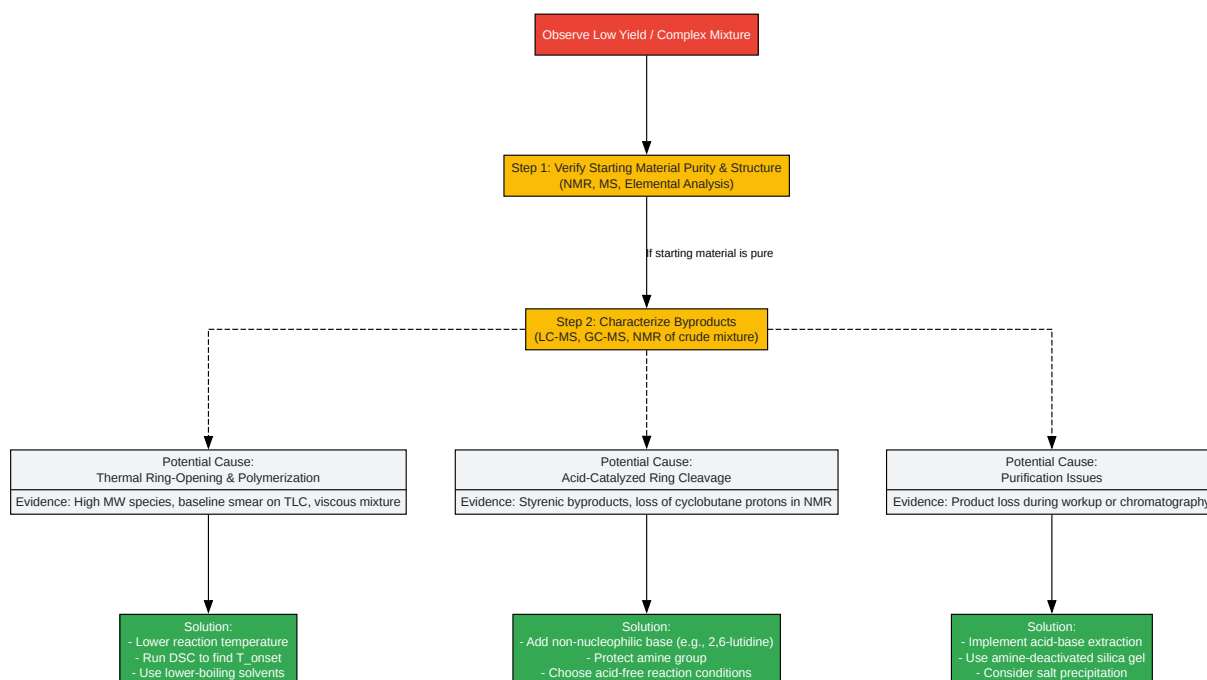 Observe Low Yield / Complex Mixture
Step 1: Verify Starting Material Purity & Structure
(NMR, MS, Elemental Analysis)
If starting material is pure
Step 2: Characterize Byproducts
(LC-MS, GC-MS, NMR of crude mixture)
Potential Cause:
Thermal Ring-Opening & Polymerization
Evidence: High MW species, baseline smear on TLC, viscous mixture
Potential Cause:
Acid-Catalyzed Ring Cleavage
Evidence: Styrenic byproducts, loss of cyclobutane protons in NMR
Potential Cause:
Purification Issues
Evidence: Product loss during workup or chromatography
Solution:
- Lower reaction temperature
- Run DSC to find T_onset
- Use lower-boiling solvents
Solution:
- Add non-nucleophilic base (e.g., 2,6-lutidine)
- Protect amine group
- Choose acid-free reaction conditions
Solution:
- Implement acid-base extraction
- Use amine-deactivated silica gel
- Consider salt precipitation